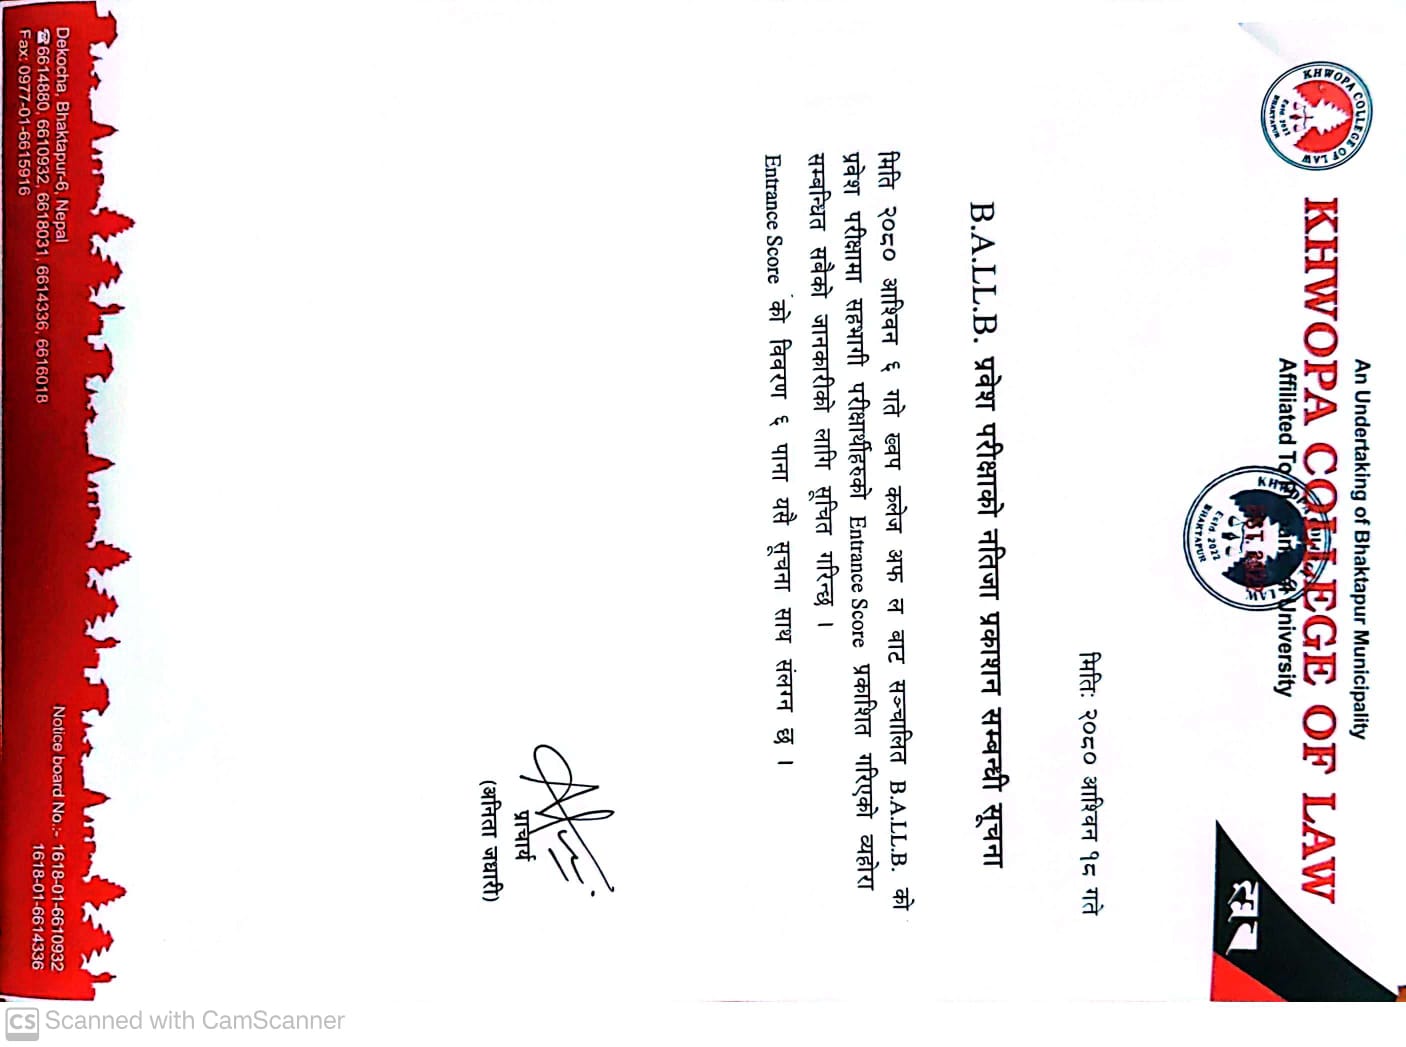 An Undertaking of Bhaktapur Municipality
KHWOPA COLLEGE OF LAW
Affiliated To University
KHWOPA COLLEGE OF LAW
Estd. 2022
BHAKTAPUR
KHWOPA COLLEGE OF LAW
EST. 2022
Estd. 2022
BHAKTAPUR
मिति: २०८० आश्विन १८ गते
B.A.LL.B. प्रवेश परीक्षाको नतिजा प्रकाशन सम्बन्धी सूचना
मिति २०८० आश्विन ६ गते ख्वप कलेज अफ ल बाट सञ्चालित B.A.LL.B. को
प्रवेश परीक्षामा सहभागी परीक्षार्थीहरुको Entrance Score प्रकाशित गरिएको व्यहोरा
सम्बन्धित सबैको जानकारीको लागि सूचित गरिन्छ ।
Entrance Score को विवरण ६ पाना यसै सूचना साथ संलग्न छ ।
प्राचार्य
(अनिता जधारी)
Dekocha, Bhaktapur-6, Nepal
☎6614880, 6610932, 6618031, 6614336, 6616018
Fax: 0977-01-6615916
Notice board No.:- 1618-01-6610932
1618-01-6614336
CS Scanned with CamScanner